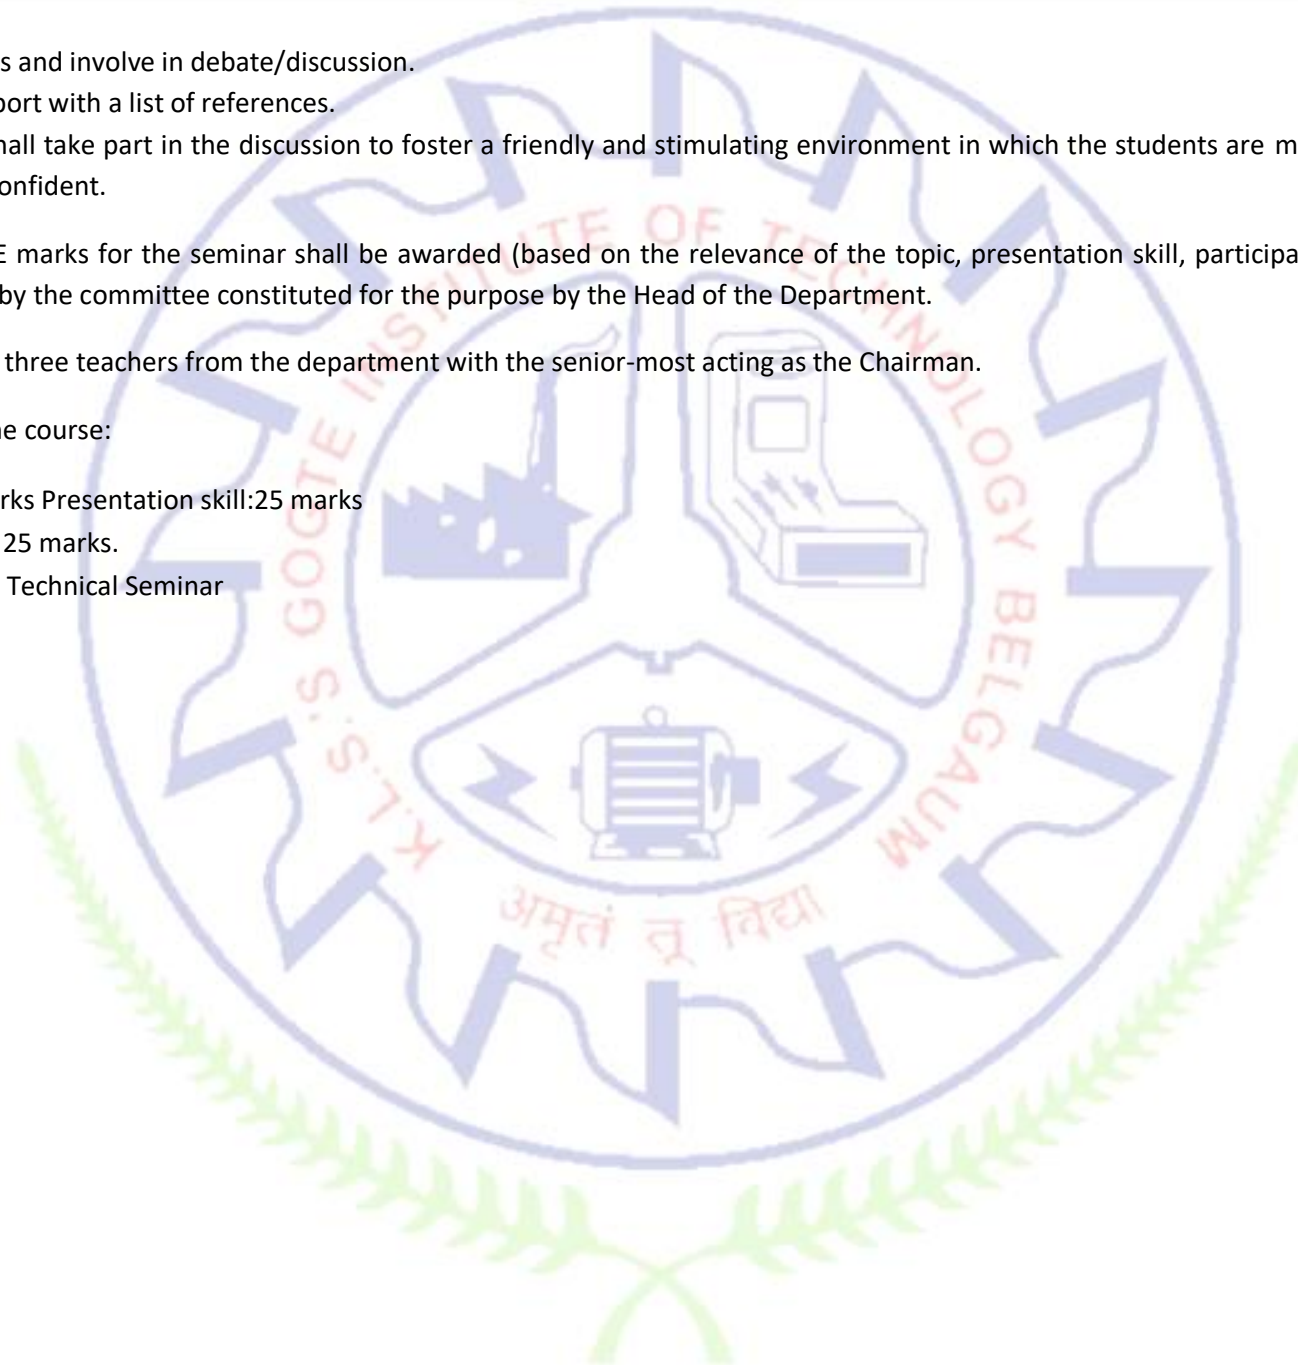 s and involve in debate/discussion.
port with a list of references.
hall take part in the discussion to foster a friendly and stimulating environment in which the students are m
onfident.
E marks for the seminar shall be awarded (based on the relevance of the topic, presentation skill, participa
by the committee constituted for the purpose by the Head of the Department.
three teachers from the department with the senior-most acting as the Chairman.
ne course:
rks Presentation skill:25 marks
25 marks.
Technical Seminar
K.L.S.'S GOGTE INSTITUTE OF TECHNOLOGY BELGAUM
अमृतं तू विद्या